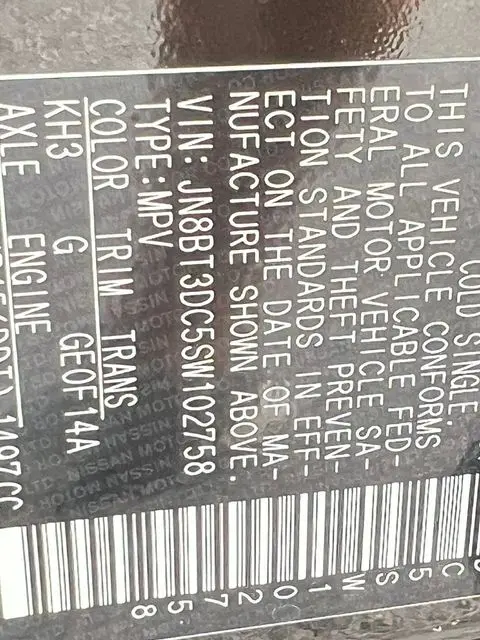 COLD SINGLE
THIS VEHICLE CONFORMS
TO ALL APPLICABLE FED-
ERAL MOTOR VEHICLE SA-
FETY AND THEFT PREVEN-
TION STANDARDS IN EFF-
ECT ON THE DATE OF MA-
NUFACTURE SHOWN ABOVE.
VIN: JN8BT3DC5SW102758
TYPE:MPV
COLOR TRIM TRANS
KH3 G GE0F14A
AXLE ENGINE
1497CC
C5SW102758